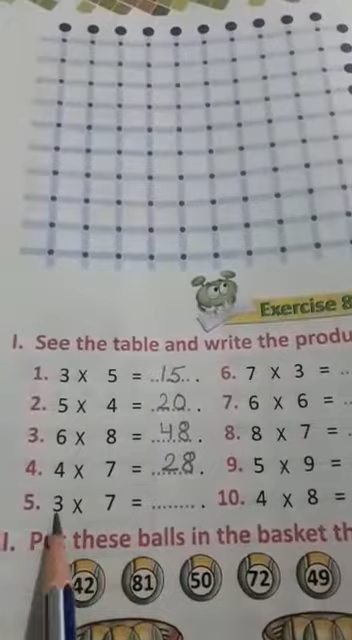 Exercise 8
I. See the table and write the produ
1. 3 x 5 = ..15... 6. 7 x 3 = ..
2. 5 x 4 = .20.. 7. 6 x 6 = ..
3. 6 x 8 = ..48. 8. 8 x 7 = .
4. 4 x 7 = ..28. 9. 5 x 9 =
5. 3 x 7 = ......... 10. 4 x 8 =
these balls in the basket th
42 81 50 72 49